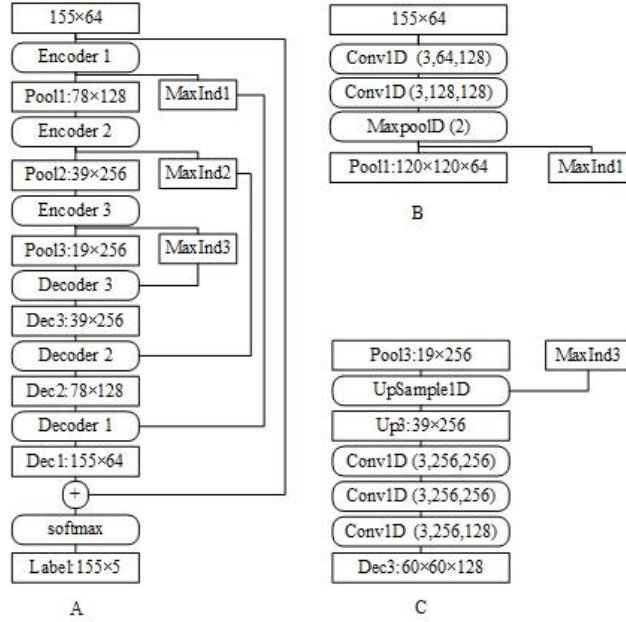 155×64
Encoder 1
Pool1:78×128
MaxInd1
Encoder 2
Pool2:39×256
MaxInd2
Encoder 3
Pool3:19×256
MaxInd3
Decoder 3
Dec3:39×256
Decoder 2
Dec2:78×128
Decoder 1
Dec1:155×64
+
softmax
Label:155×5
A
155×64
Conv1D (3,64,128)
Conv1D (3,128,128)
MaxpoolD (2)
Pool1:120×120×64
MaxInd1
B
Pool3:19×256
MaxInd3
UpSample1D
Up3:39×256
Conv1D (3,256,256)
Conv1D (3,256,256)
Conv1D (3,256,128)
Dec3:60×60×128
C